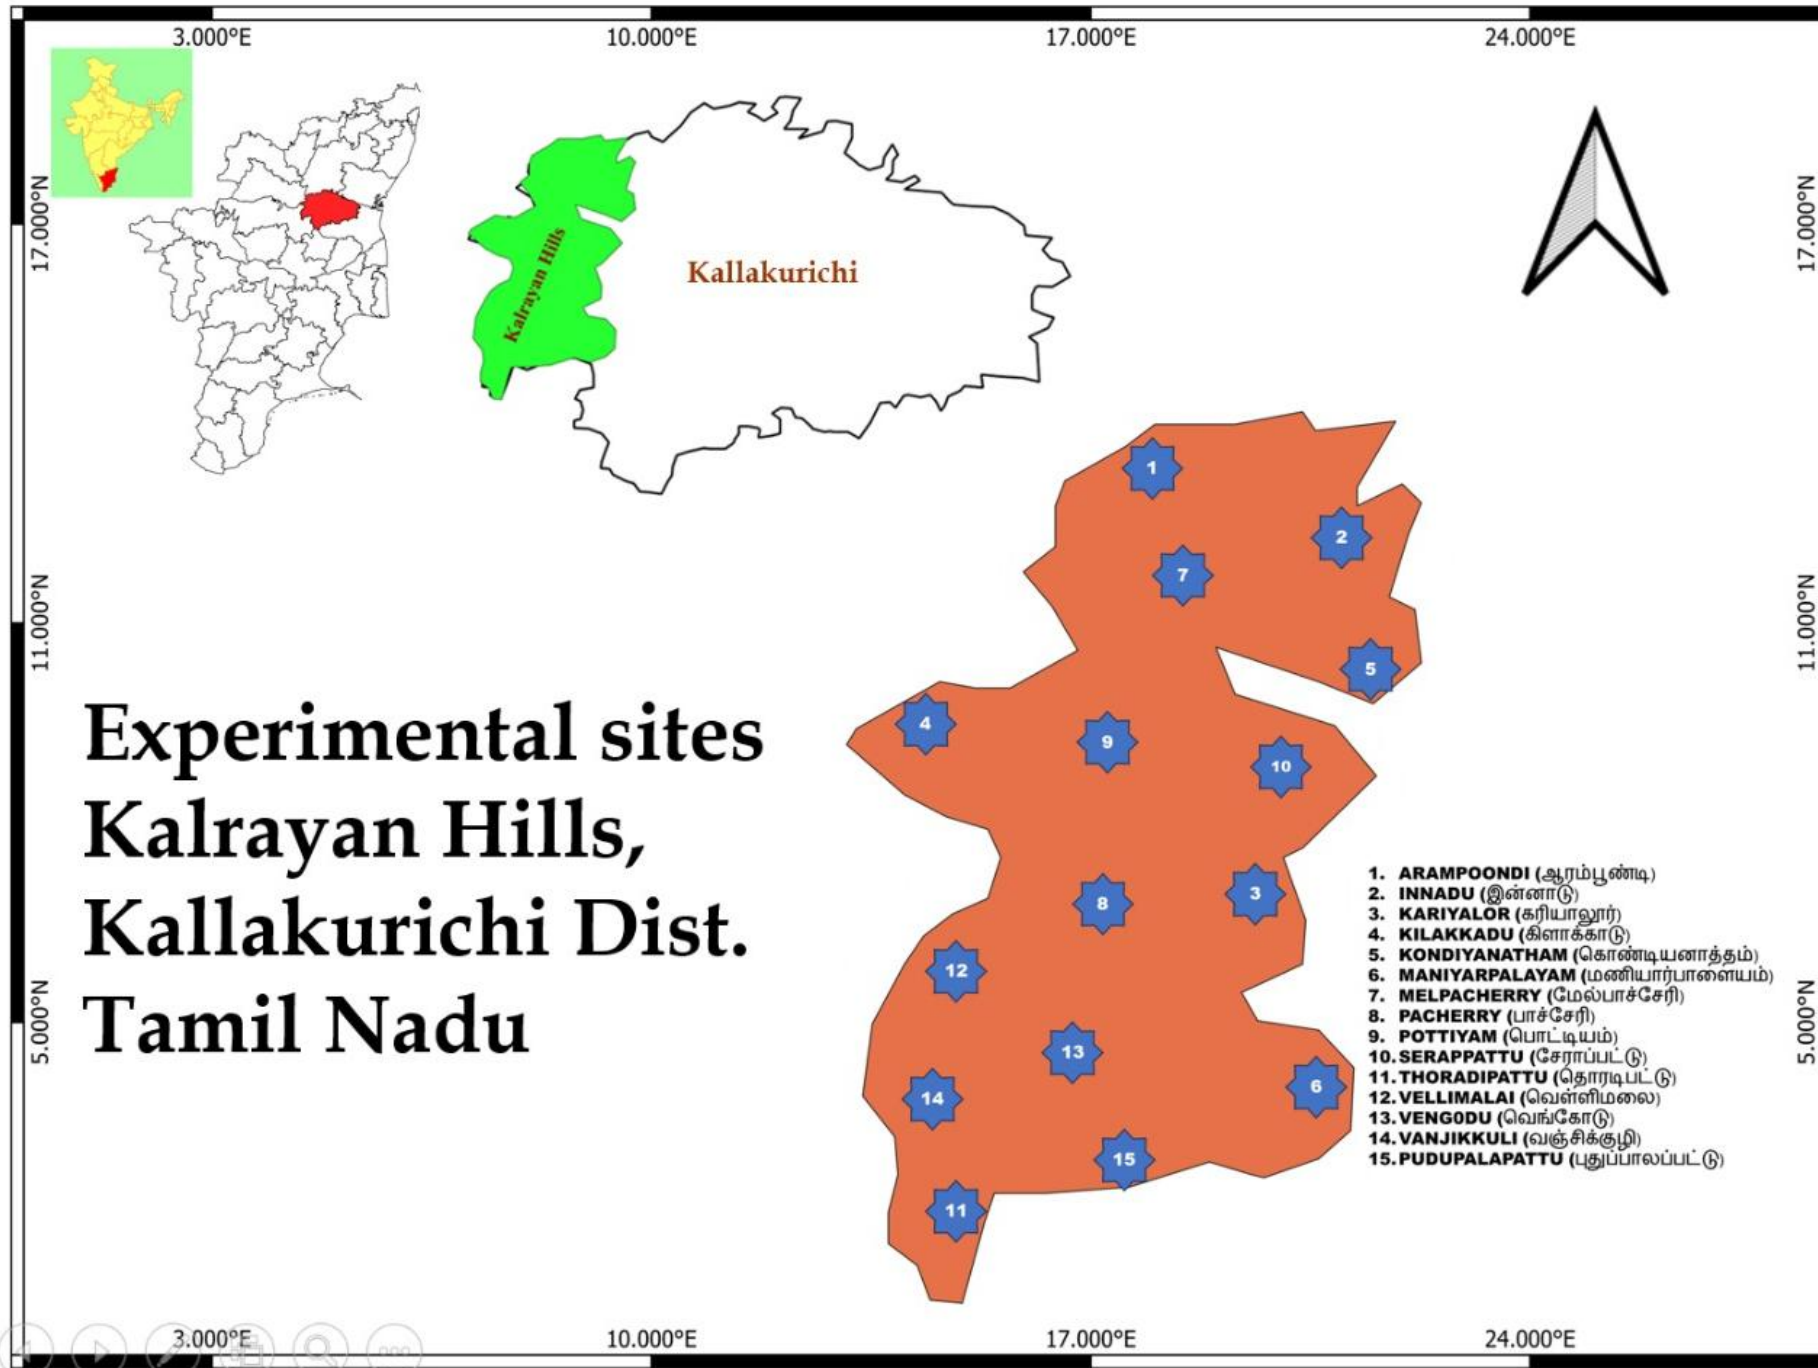 3.000°E 10.000°E 17.000°E 24.000°E
17.000°N
17.000°N
Kalrayan Hills
Kallakurichi
1
2
7
11.000°N
11.000°N
5
4
9
10
Experimental sites
Kalrayan Hills,
Kallakurichi Dist.
Tamil Nadu
8
3
12
13
14
6
15
11
1. ARAMPOONDI (ஆரம்பூண்டி)
2. INNADU (இன்னாடு)
3. KARIYALOR (கரியாலூர்)
4. KILAKKADU (கிளாக்காடு)
5. KONDIYANATHAM (கொண்டியனாத்தம்)
6. MANIYARPALAYAM (மணியார்பாளையம்)
7. MELPACHERRY (மேல்பாச்சேரி)
8. PACHERRY (பாச்சேரி)
9. POTTIYAM (பொட்டியம்)
10. SERAPPATTU (சேராப்பட்டு)
11. THORADIPATTU (தொரடிபட்டு)
12. VELLIMALAI (வெள்ளிமலை)
13. VENG0DU (வெங்கோடு)
14. VANJIKKULI (வஞ்சிக்குழி)
15. PUDUPALAPATTU (புதுப்பாலப்பட்டு)
5.000°N
5.000°N
3.000°E 10.000°E 17.000°E 24.000°E